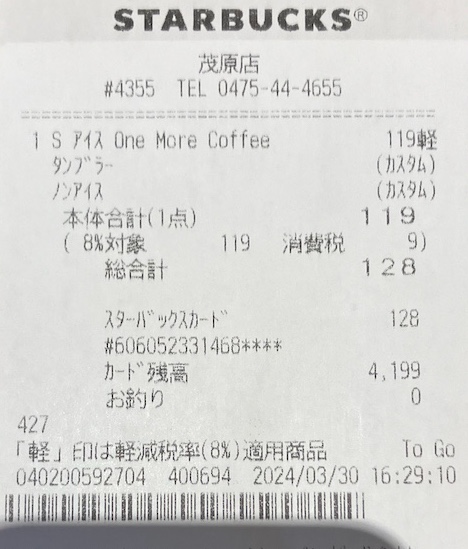 STARBUCKS®
茂原店
#4355 TEL 0475-44-4655
1 S ｱｲｽ One More Coffee 119軽
ﾀﾝﾌﾞﾗｰ (ｶｽﾀﾑ)
ﾉﾝｱｲｽ (ｶｽﾀﾑ)
本体合計(1点) 119
( 8%対象 119 消費税 9)
総合計 128
ｽﾀｰﾊﾞｯｸｽｶｰﾄﾞ 128
#606052331468****
ｶｰﾄﾞ残高 4,199
お釣り 0
427
「軽」印は軽減税率(8%)適用商品 To Go
040200592704 400694 2024/03/30 16:29:10